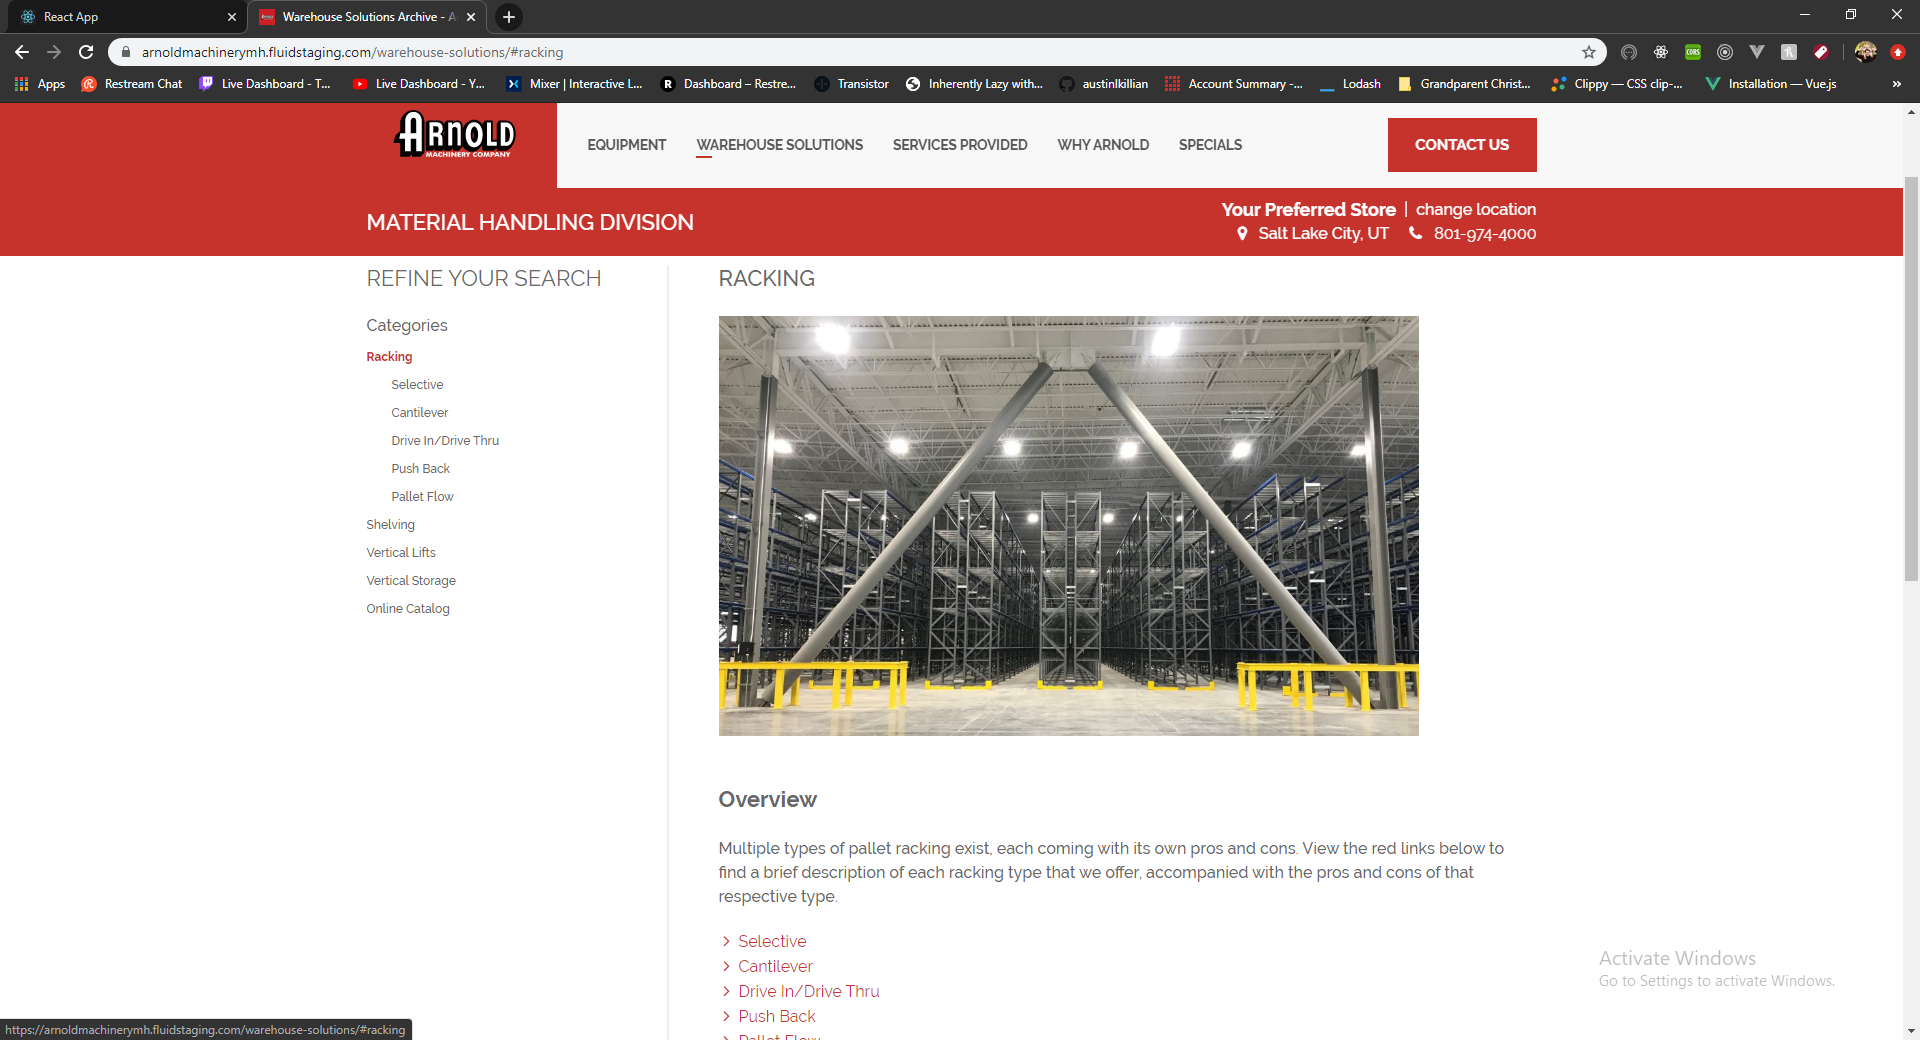 React App
Warehouse Solutions Archive - A
arnoldmachinerymh.fluidstaging.com/warehouse-solutions/#racking
Apps
Restream Chat
Live Dashboard - T...
Live Dashboard - Y...
Mixer | Interactive L...
R
Dashboard – Restre...
Transistor
Inherently Lazy with...
austinlkillian
Account Summary -...
Lodash
Grandparent Christ...
Clippy — CSS clip-...
Installation — Vue.js
»
CORS
ARNOLD
MACHINERY COMPANY
EQUIPMENT
WAREHOUSE SOLUTIONS
SERVICES PROVIDED
WHY ARNOLD
SPECIALS
CONTACT US
MATERIAL HANDLING DIVISION
Your Preferred Store | change location
Salt Lake City, UT 801-974-4000
REFINE YOUR SEARCH
Categories
Racking
Selective
Cantilever
Drive In/Drive Thru
Push Back
Pallet Flow
Shelving
Vertical Lifts
Vertical Storage
Online Catalog
RACKING
Overview
Multiple types of pallet racking exist, each coming with its own pros and cons. View the red links below to
find a brief description of each racking type that we offer, accompanied with the pros and cons of that
respective type.
Selective
Cantilever
Drive In/Drive Thru
Push Back
Pallet Flow
Activate Windows
Go to Settings to activate Windows.
https://arnoldmachinerymh.fluidstaging.com/warehouse-solutions/#racking